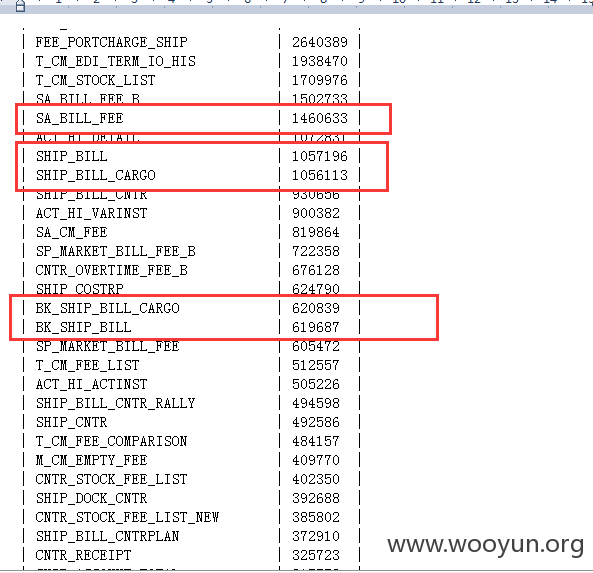 FEE_PORTCHARGE_SHIP | 2640389 |
| T_CM_EDI_TERM_IO_HIS | 1938470 |
| T_CM_STOCK_LIST | 1709976 |
| SA_BILL_FEE_B | 1502733 |
| SA_BILL_FEE | 1460633 |
| ACT_HI_DETAIL | 1072831 |
| SHIP_BILL | 1057196 |
| SHIP_BILL_CARGO | 1056113 |
| SHIP_BILL_CNTR | 930656 |
| ACT_HI_VARINST | 900382 |
| SA_CM_FEE | 819864 |
| SP_MARKET_BILL_FEE_B | 722358 |
| CNTR_OVERTIME_FEE_B | 676128 |
| SHIP_COSTRP | 624790 |
| BK_SHIP_BILL_CARGO | 620839 |
| BK_SHIP_BILL | 619687 |
| SP_MARKET_BILL_FEE | 605472 |
| T_CM_FEE_LIST | 512557 |
| ACT_HI_ACTINST | 505226 |
| SHIP_BILL_CNTR_RALLY | 494598 |
| SHIP_CNTR | 492586 |
| T_CM_FEE_COMPARISON | 484157 |
| M_CM_EMPTY_FEE | 409770 |
| CNTR_STOCK_FEE_LIST | 402350 |
| SHIP_DOCK_CNTR | 392688 |
| CNTR_STOCK_FEE_LIST_NEW | 385802 |
| SHIP_BILL_CNTRPLAN | 372910 |
| CNTR_RECEIPT | 325723 |
www.wooyun.org